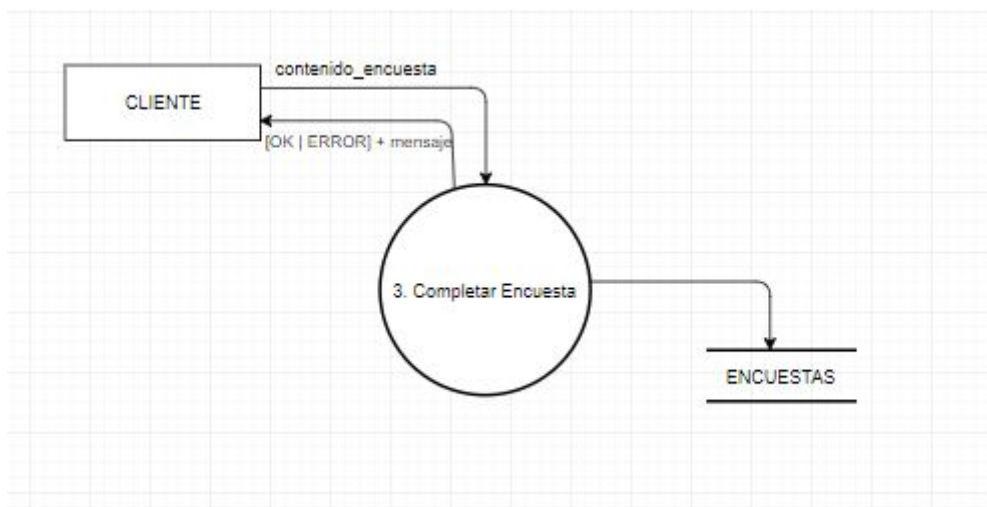 contenido_encuesta
CLIENTE
[OK | ERROR] + mensaje
3. Completar Encuesta
ENCUESTAS